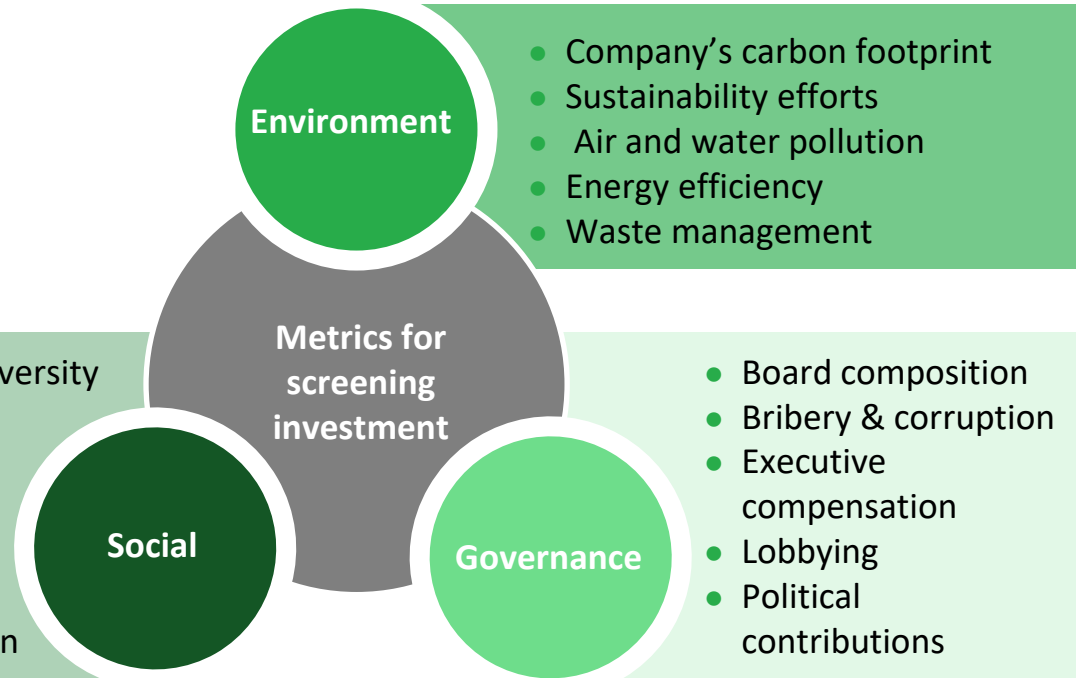 Environment
● Company’s carbon footprint
● Sustainability efforts
● Air and water pollution
● Energy efficiency
● Waste management
Metrics for
screening
investment
Social
Governance
● Board composition
● Bribery & corruption
● Executive
compensation
● Lobbying
● Political
contributions